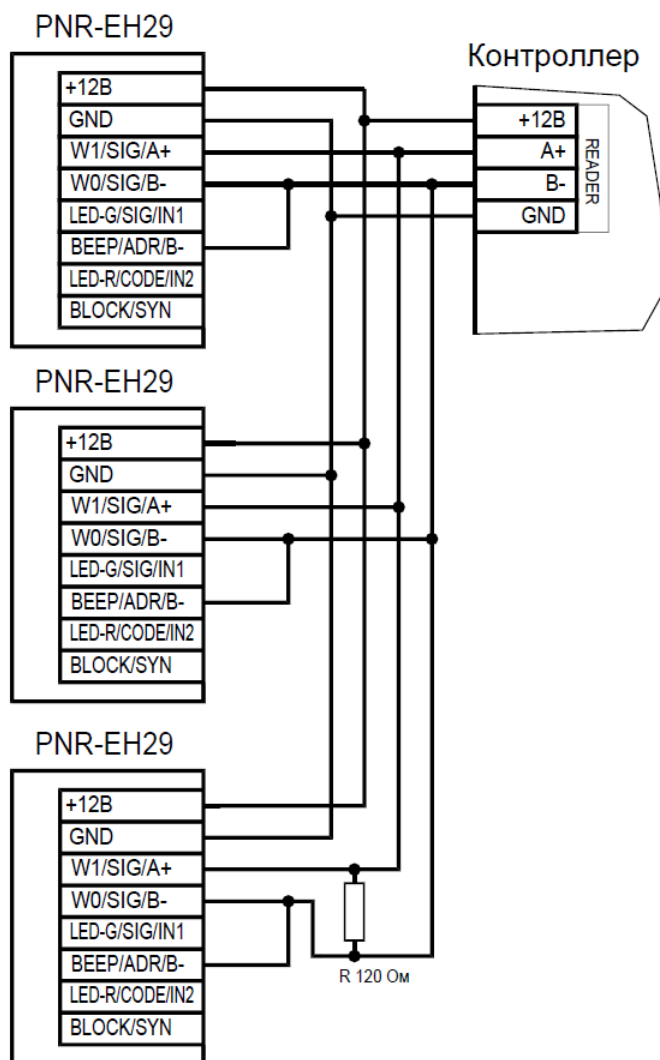 PNR-EH29
+12В
GND
W1/SIG/A+
W0/SIG/B-
LED-G/SIG/IN1
BEEP/ADR/B-
LED-R/CODE/IN2
BLOCK/SYN
Контроллер
+12В
A+
B-
GND
READER
PNR-EH29
+12В
GND
W1/SIG/A+
W0/SIG/B-
LED-G/SIG/IN1
BEEP/ADR/B-
LED-R/CODE/IN2
BLOCK/SYN
PNR-EH29
+12В
GND
W1/SIG/A+
W0/SIG/B-
LED-G/SIG/IN1
BEEP/ADR/B-
LED-R/CODE/IN2
BLOCK/SYN
R 120 Ом